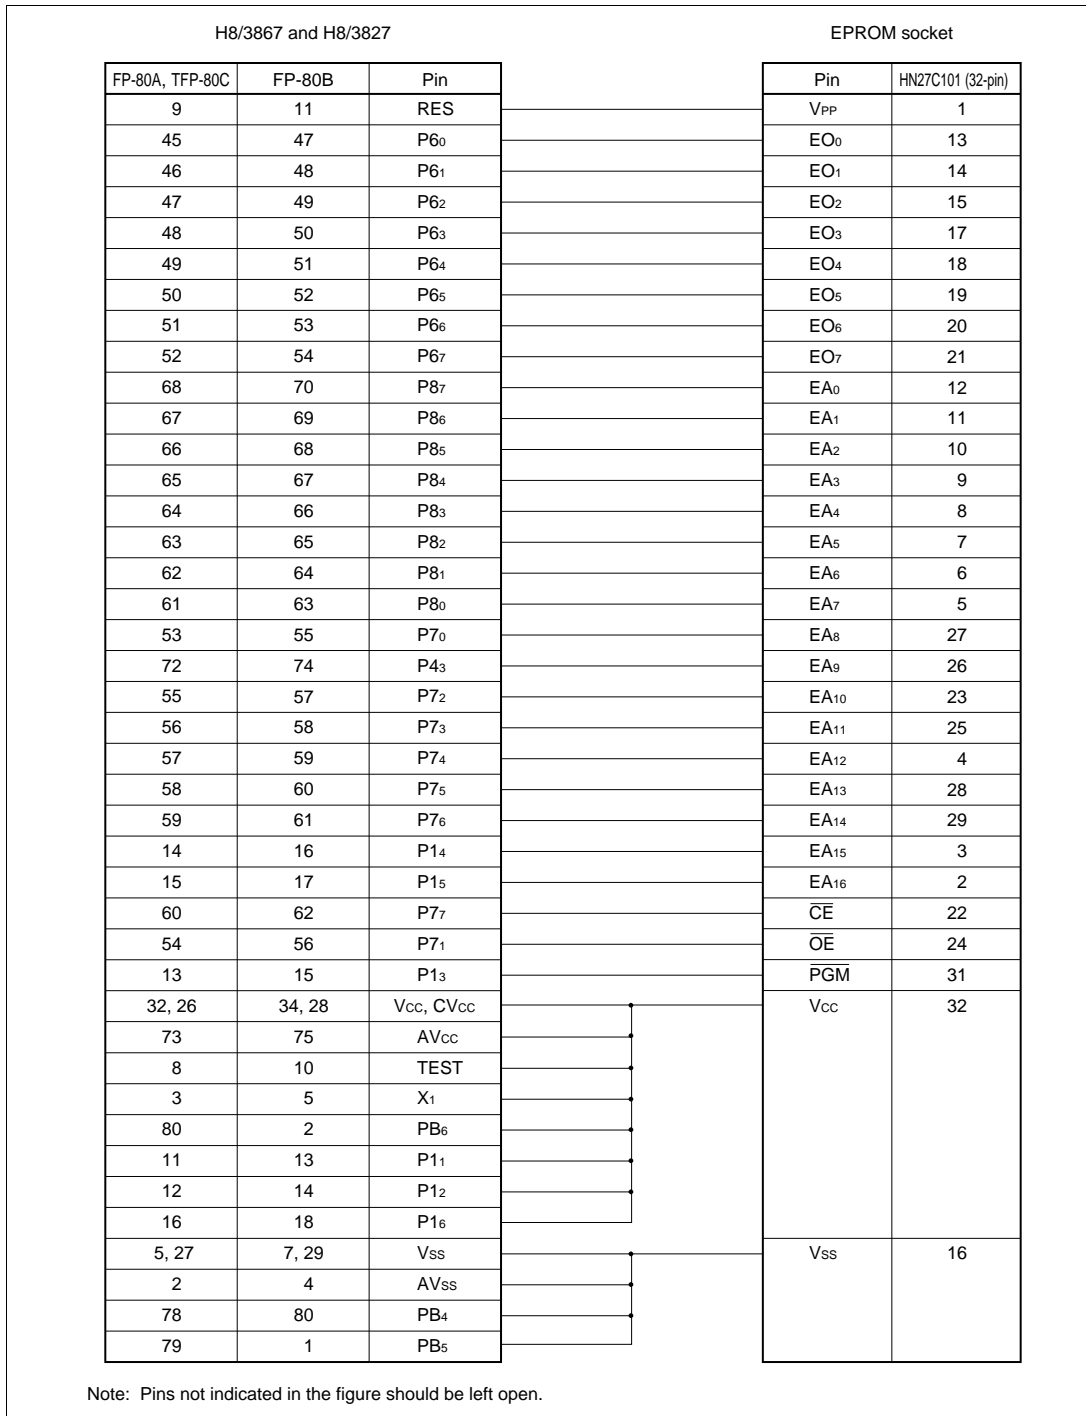 H8/3867 and H8/3827 EPROM socket
FP-80A, TFP-80C FP-80B Pin Pin HN27C101 (32-pin)
9 11 RES VPP 1
45 47 P60 EO0 13
46 48 P61 EO1 14
47 49 P62 EO2 15
48 50 P63 EO3 17
49 51 P64 EO4 18
50 52 P65 EO5 19
51 53 P66 EO6 20
52 54 P67 EO7 21
68 70 P87 EA0 12
67 69 P86 EA1 11
66 68 P85 EA2 10
65 67 P84 EA3 9
64 66 P83 EA4 8
63 65 P82 EA5 7
62 64 P81 EA6 6
61 63 P80 EA7 5
53 55 P70 EA8 27
72 74 P43 EA9 26
55 57 P72 EA10 23
56 58 P73 EA11 25
57 59 P74 EA12 4
58 60 P75 EA13 28
59 61 P76 EA14 29
14 16 P14 EA15 3
15 17 P15 EA16 2
60 62 P77 C̅E̅ 22
54 56 P71 O̅E̅ 24
13 15 P13 P̅G̅M̅ 31
32, 26 34, 28 Vcc, CVcc Vcc 32
73 75 AVcc
8 10 TEST
3 5 X1
80 2 PB6
11 13 P11
12 14 P12
16 18 P16
5, 27 7, 29 Vss Vss 16
2 4 AVss
78 80 PB4
79 1 PB5
Note: Pins not indicated in the figure should be left open.